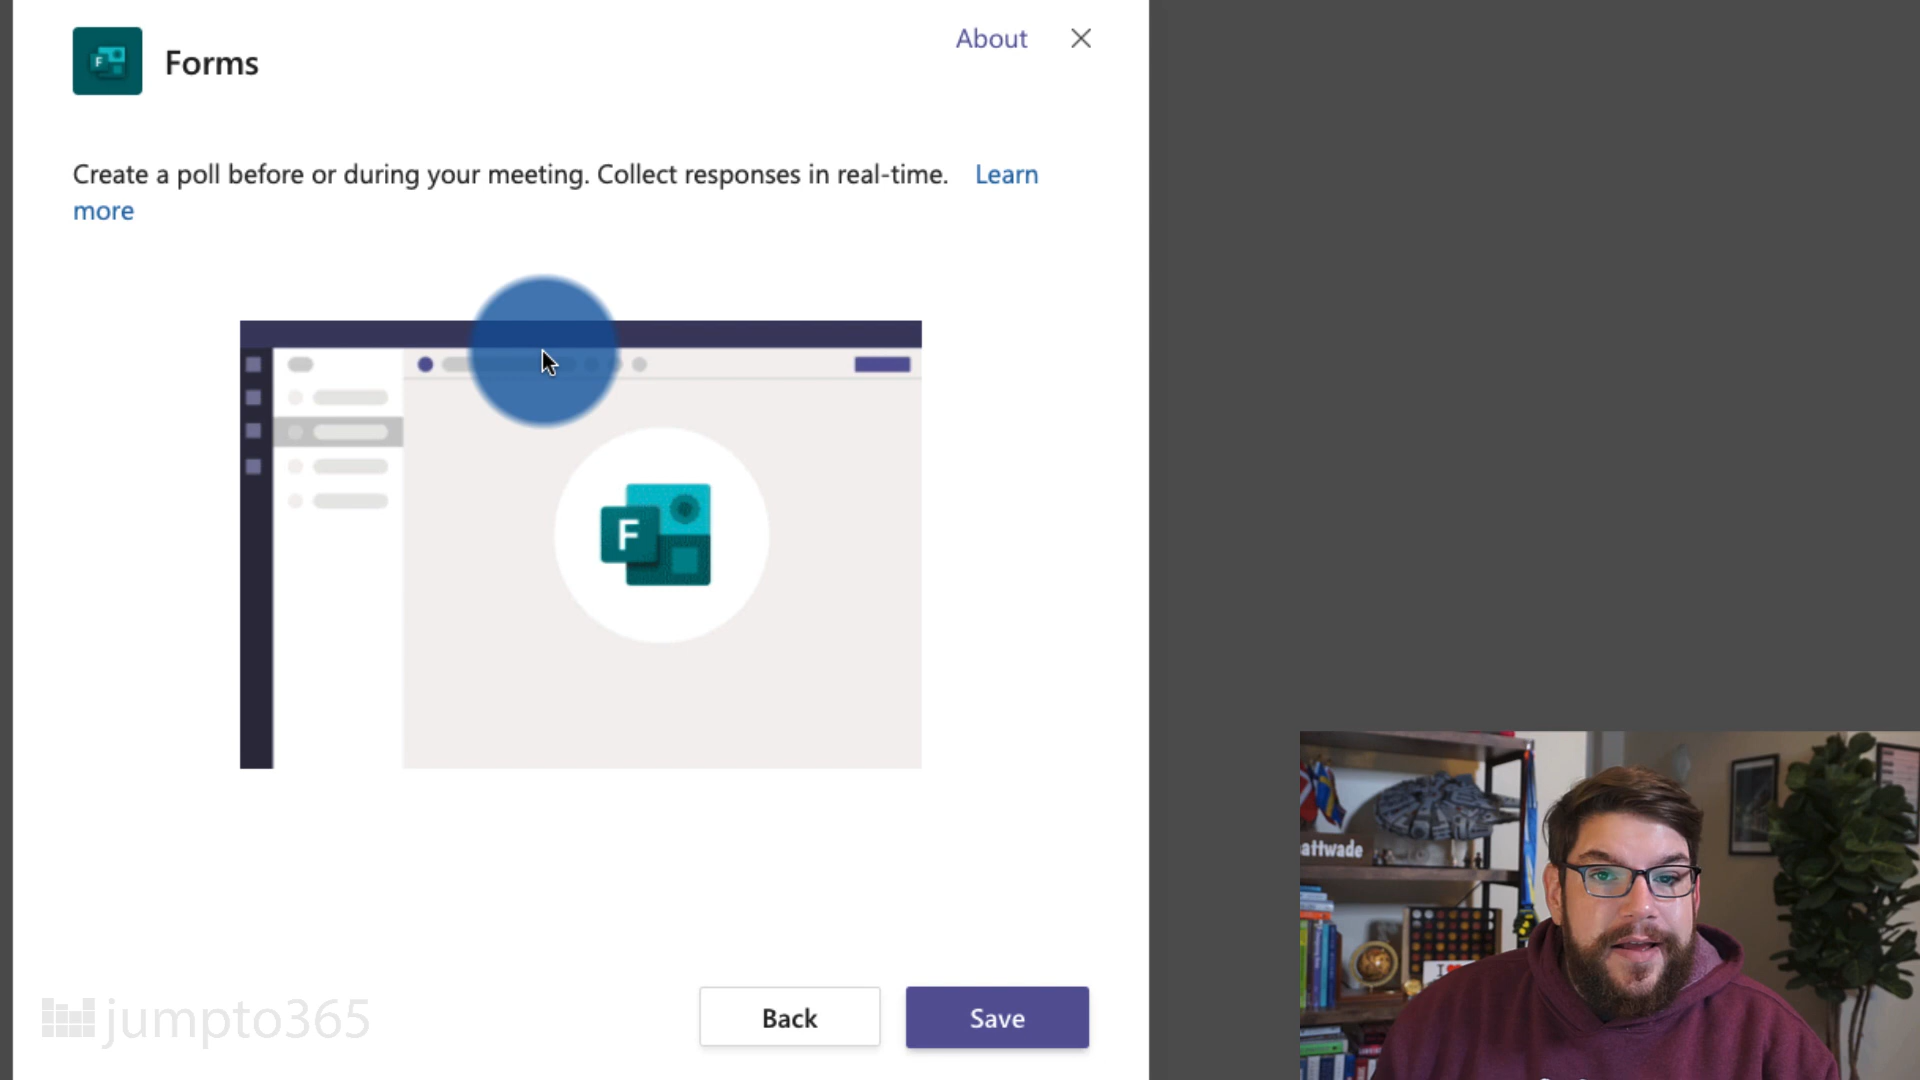 About
F
Forms
Create a poll before or during your meeting. Collect responses in real-time. Learn
more
F
attwade
I
Back
Save
jumpto365